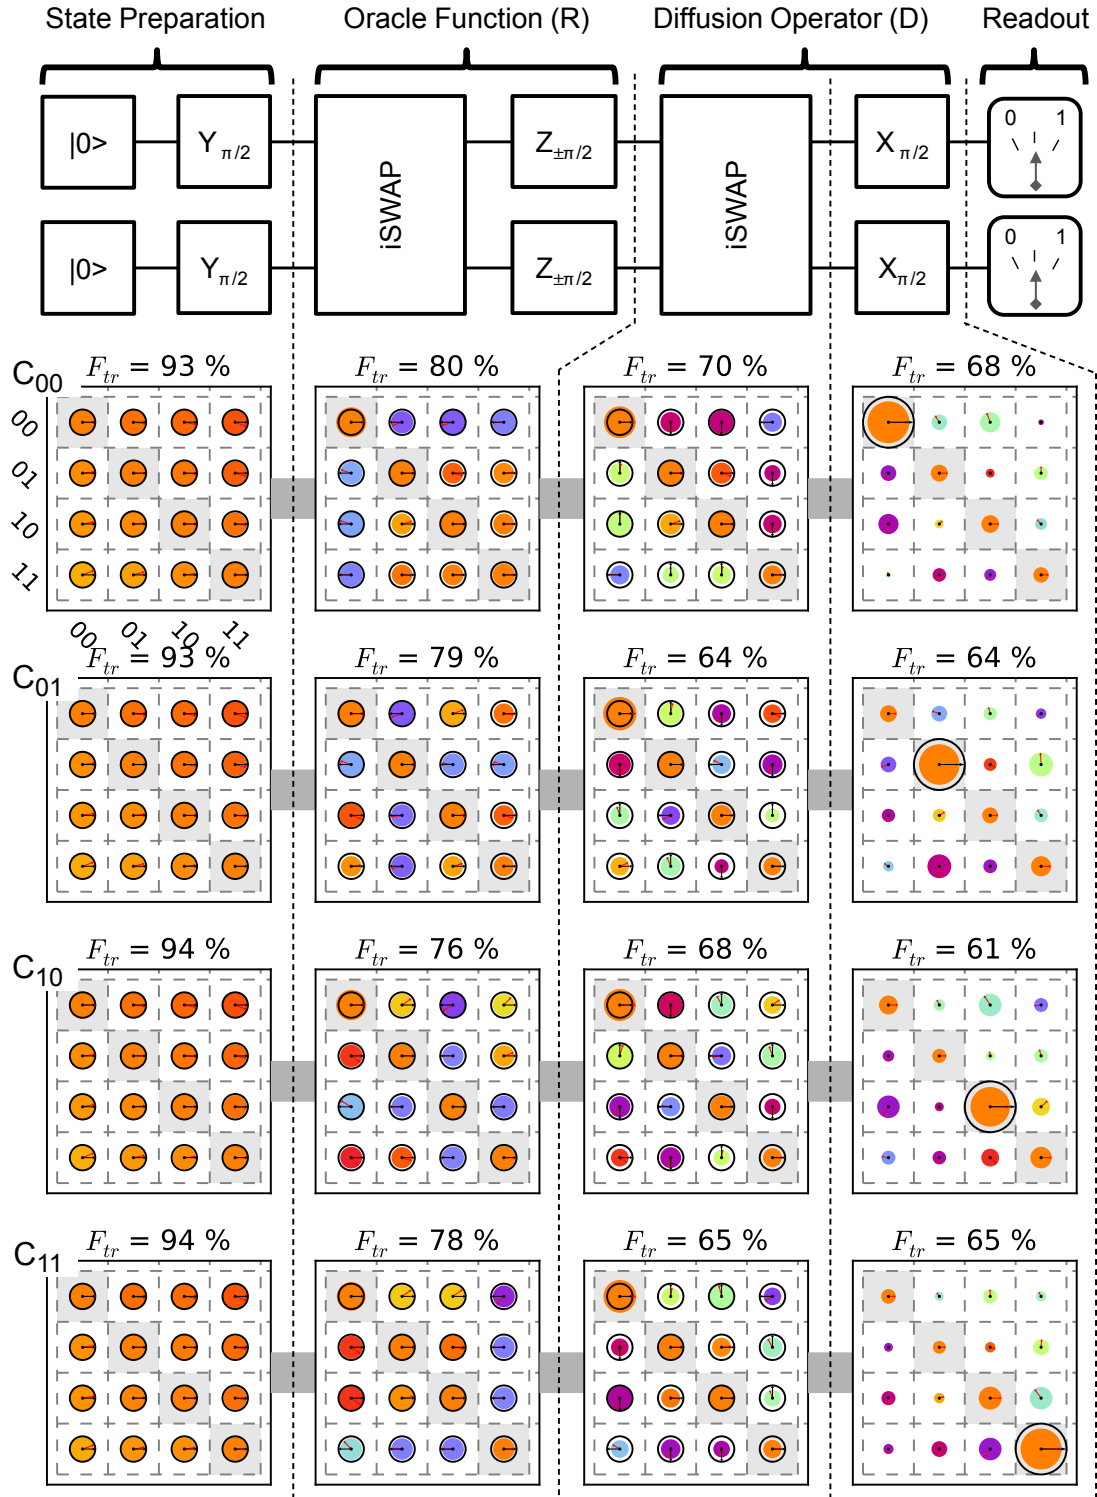 State Preparation Oracle Function (R) Diffusion Operator (D) Readout
|0> Y π/2 iSWAP Z±π/2 iSWAP X π/2 0 1
|0> Yπ/2 Z±π/2 Xπ/2 0 1
C00 Ftr = 93 % Ftr = 80 % Ftr = 70 % Ftr = 68 %
00
01
10
11
00 01 10 11
C01 Ftr = 93 % Ftr = 79 % Ftr = 64 % Ftr = 64 %
C10 Ftr = 94 % Ftr = 76 % Ftr = 68 % Ftr = 61 %
C11 Ftr = 94 % Ftr = 78 % Ftr = 65 % Ftr = 65 %